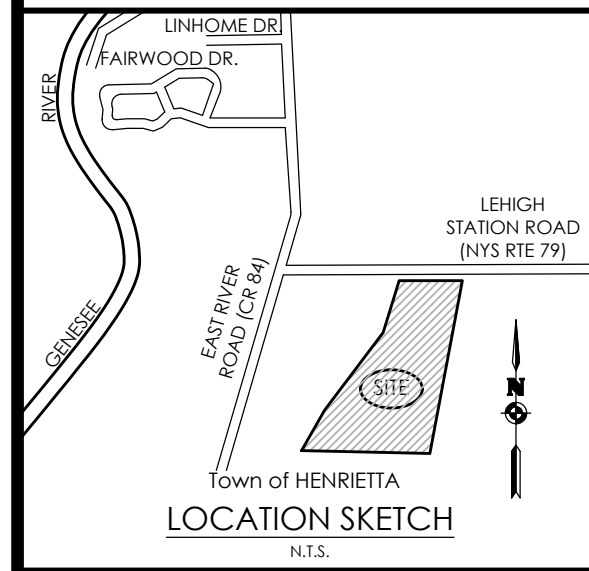 LINHOME DR.
FAIRWOOD DR.
RIVER
LEHIGH
STATION ROAD
(NYS RTE 79)
EAST RIVER
ROAD (CR 84)
GENESEE
SITE
N
Town of HENRIETTA
LOCATION SKETCH
N.T.S.